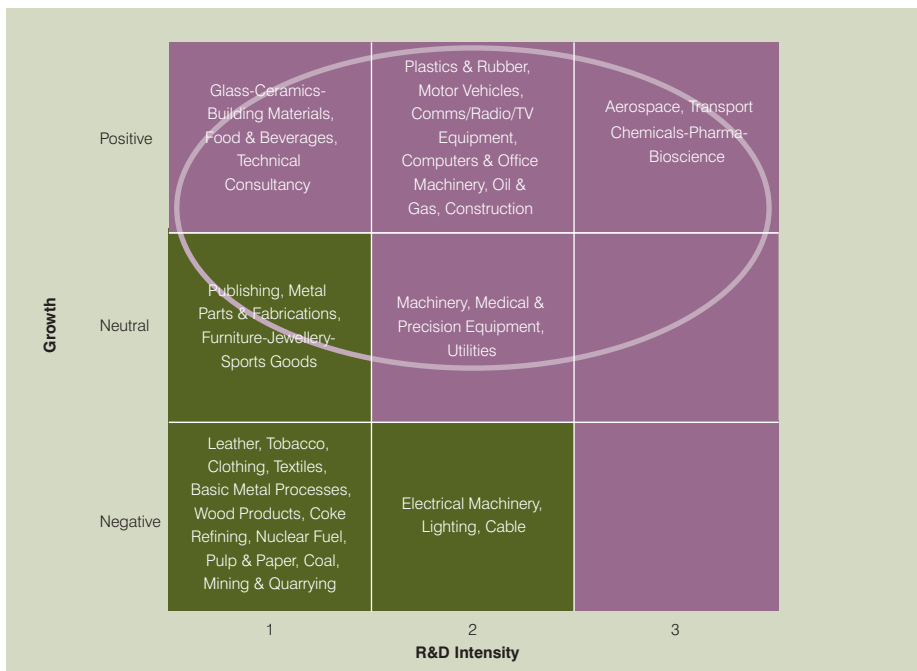 Glass-Ceramics-
Building Materials,
Food & Beverages,
Technical
Consultancy
Plastics & Rubber,
Motor Vehicles,
Comms/Radio/TV
Equipment,
Computers & Office
Machinery, Oil &
Gas, Construction
Aerospace, Transport
Chemicals-Pharma-
Bioscience
Positive
Publishing, Metal
Parts & Fabrications,
Furniture-Jewellery-
Sports Goods
Machinery, Medical &
Precision Equipment,
Utilities
Growth
Neutral
Leather, Tobacco,
Clothing, Textiles,
Basic Metal Processes,
Wood Products, Coke
Refining, Nuclear Fuel,
Pulp & Paper, Coal,
Mining & Quarrying
Electrical Machinery,
Lighting, Cable
Negative
1
2
3
R&D Intensity